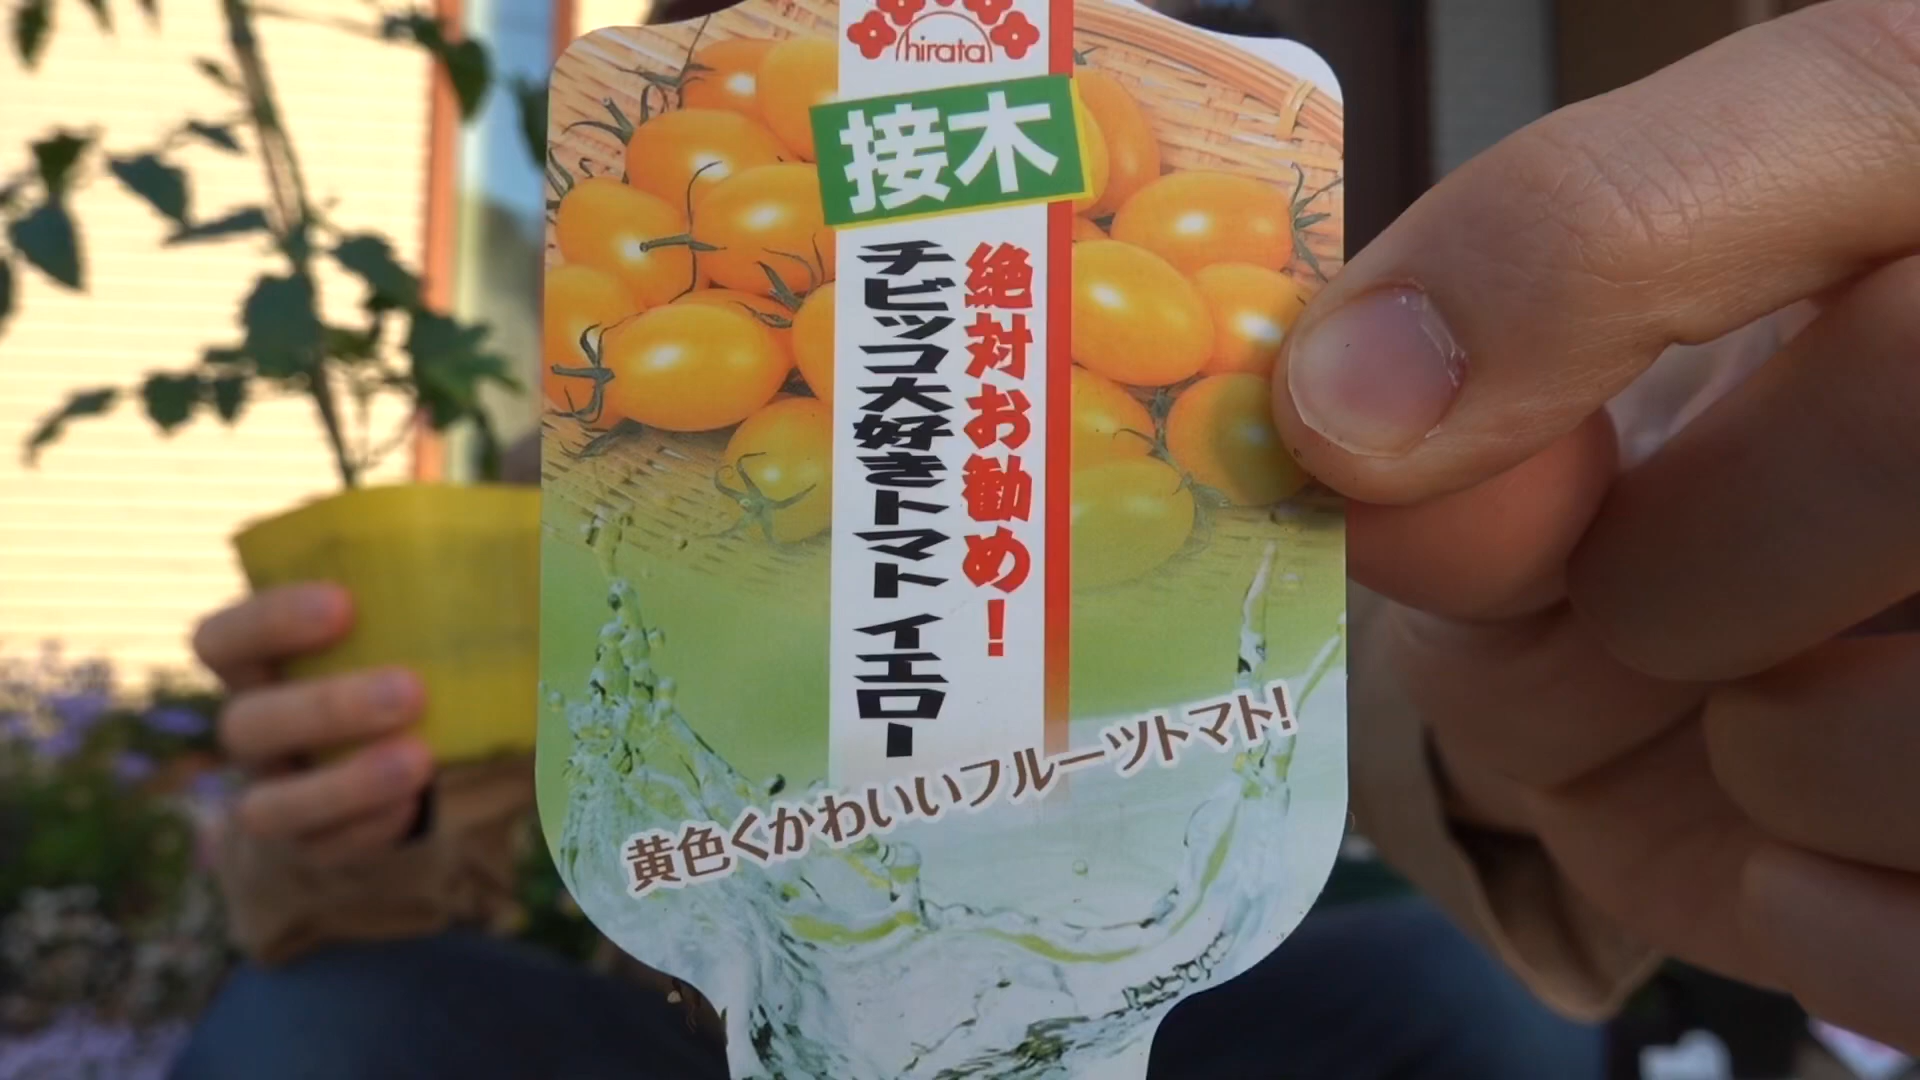 hirata
接木
絶対お勧め!
チビッコ大好きトマト イエロー
黄色くかわいいフルーツトマト!